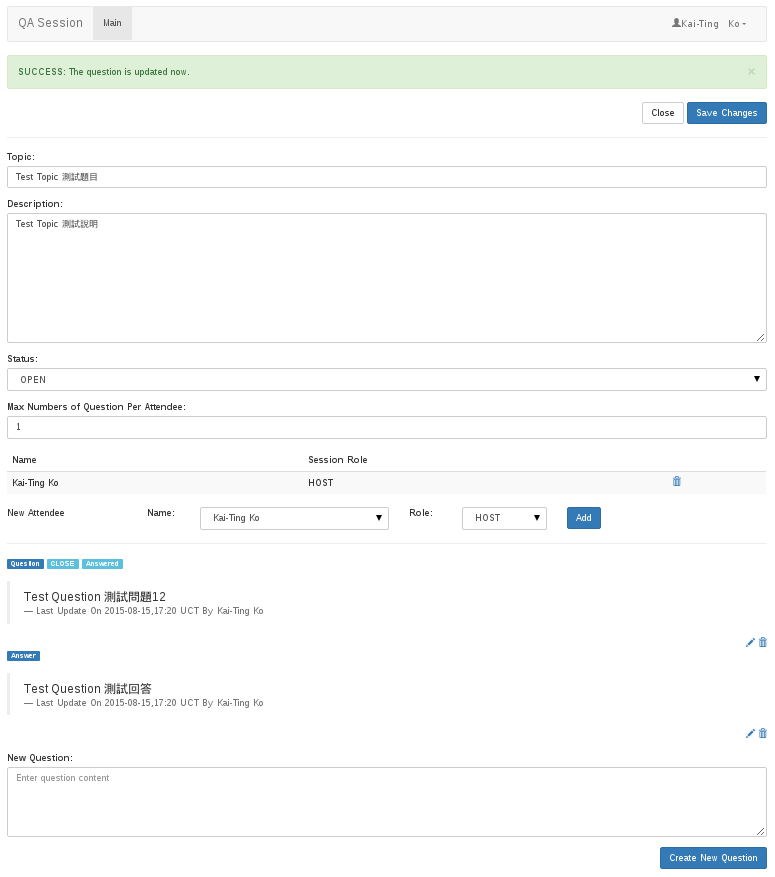 QA Session Main Kai-Ting Ko
SUCCESS: The question is updated now. ×
Close Save Changes
Topic:
Test Topic 測試題目
Description:
Test Topic 測試說明
Status:
OPEN
Max Numbers of Question Per Attendee:
1
Name Session Role
Kai-Ting Ko HOST
New Attendee Name: Kai-Ting Ko Role: HOST Add
Question CLOSE Answered
Test Question 測試問題12
— Last Update On 2015-08-15,17:20 UCT By Kai-Ting Ko
Answer
Test Question 測試回答
— Last Update On 2015-08-15,17:20 UCT By Kai-Ting Ko
New Question:
Enter question content
Create New Question